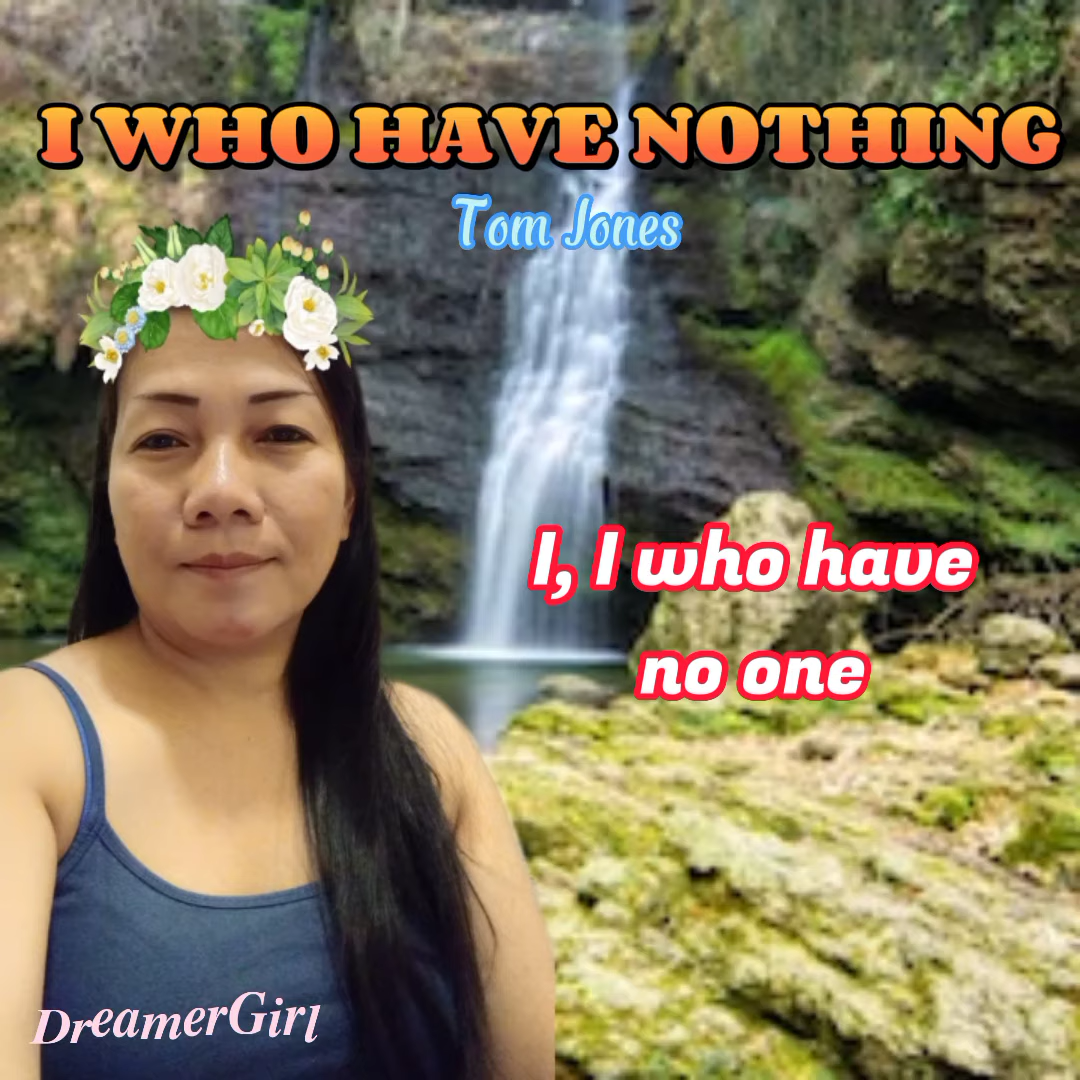 I WHO HAVE NOTHING
Tom Jones
I, I who have
no one
DreamerGirl